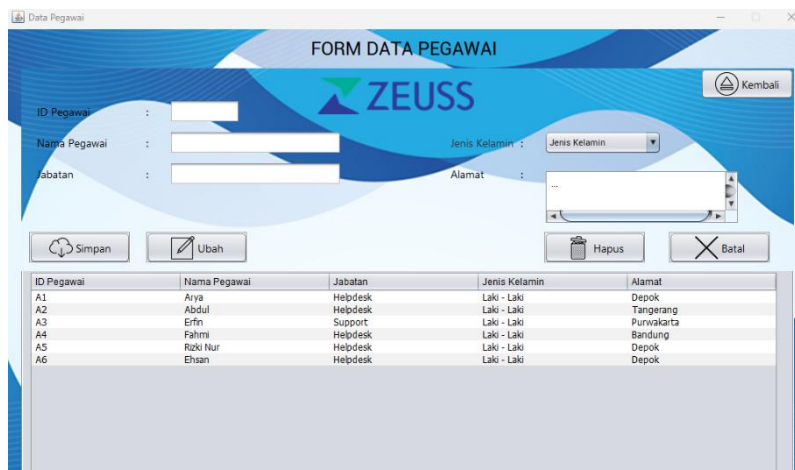 Data Pegawai
FORM DATA PEGAWAI
ZEUSS
Kembali
ID Pegawai :
Nama Pegawai : Jenis Kelamin : Jenis Kelamin
Jabatan : Alamat : ...
Simpan Ubah Hapus Batal
ID Pegawai Nama Pegawai Jabatan Jenis Kelamin Alamat
A1 Arya Helpdesk Laki - Laki Depok
A2 Abdul Helpdesk Laki - Laki Tangerang
A3 Erfin Support Laki - Laki Purwakarta
A4 Fahmi Helpdesk Laki - Laki Bandung
A5 Rizki Nur Helpdesk Laki - Laki Depok
A6 Ehsan Helpdesk Laki - Laki Depok